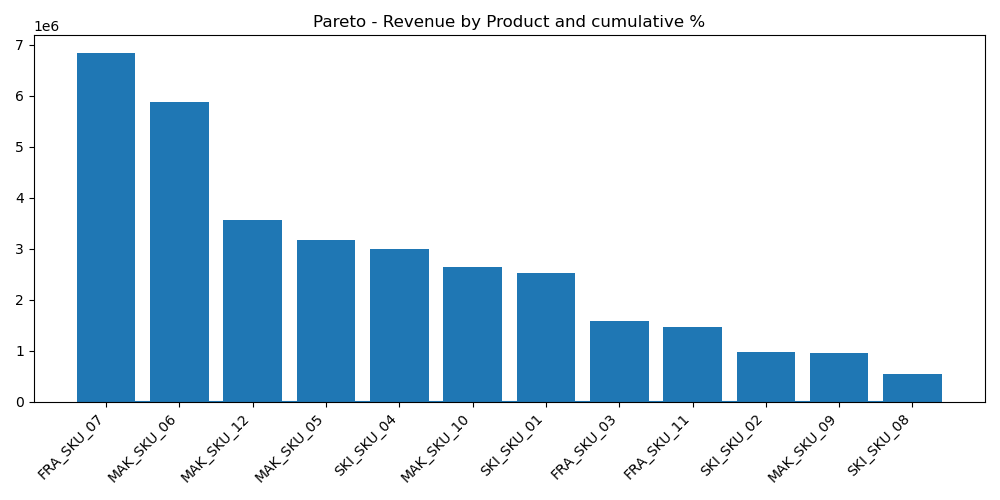 Pareto - Revenue by Product and cumulative %
1e6
7
6
5
4
3
2
1
0
FRA_SKU_07
MAK_SKU_06
MAK_SKU_12
MAK_SKU_05
SKI_SKU_04
MAK_SKU_10
SKI_SKU_01
FRA_SKU_03
FRA_SKU_11
SKI_SKU_02
MAK_SKU_09
SKI_SKU_08